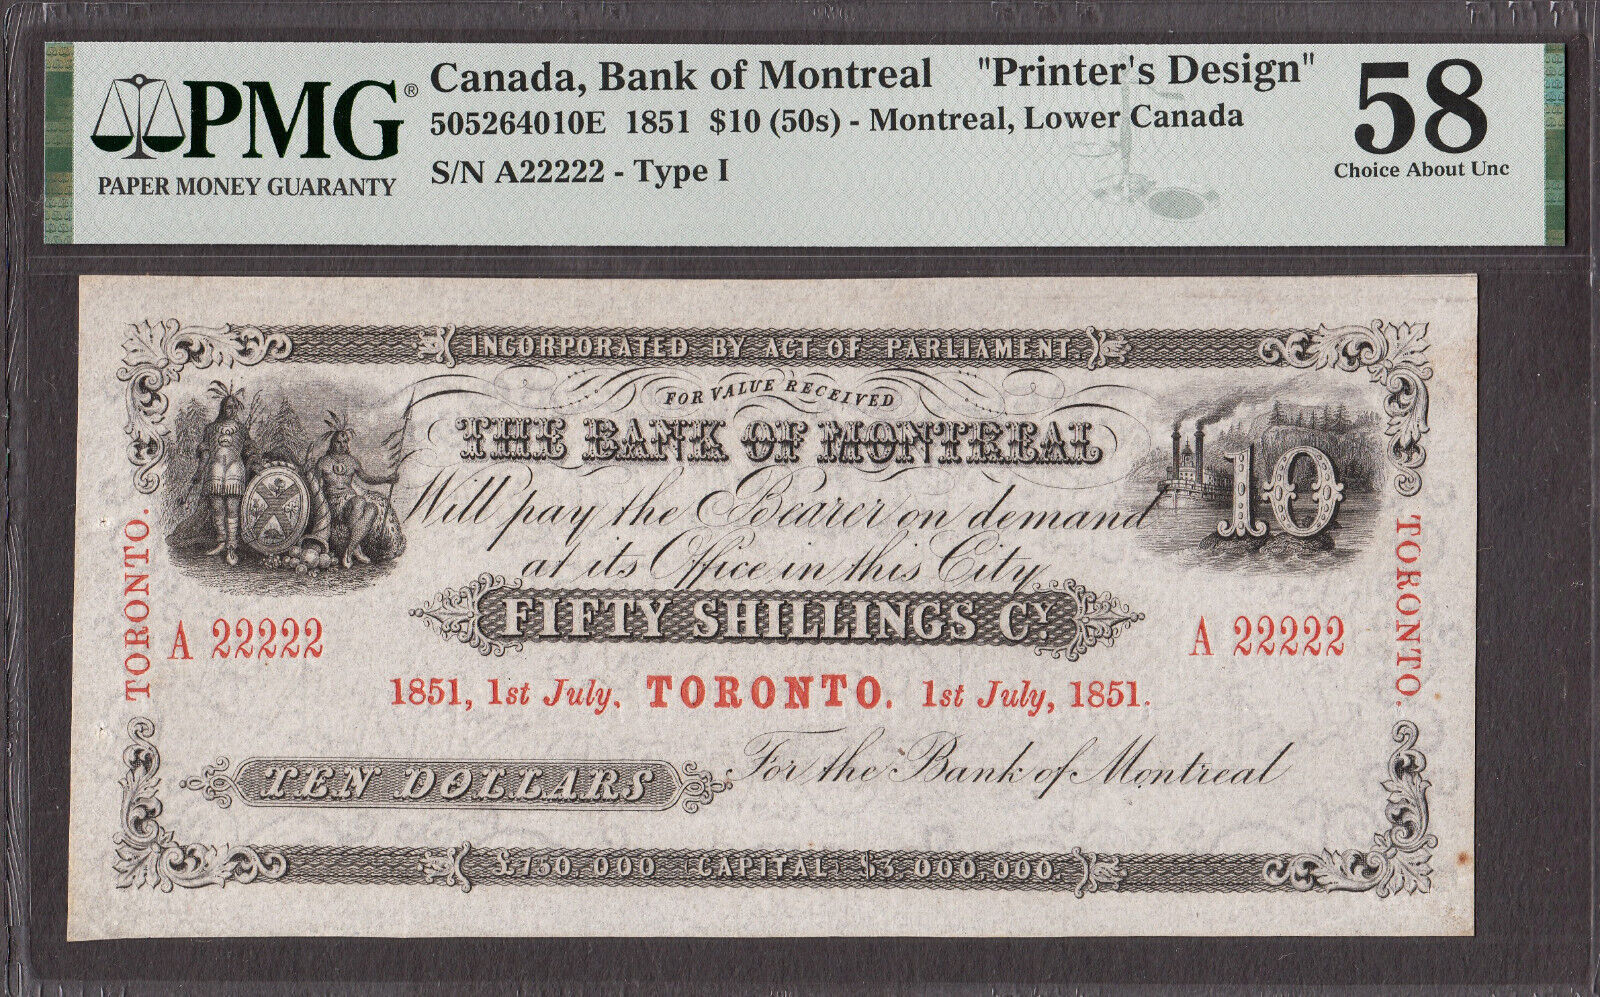 PMG®
PAPER MONEY GUARANTY
Canada, Bank of Montreal "Printer's Design"
505264010E 1851 $10 (50s) - Montreal, Lower Canada
S/N A22222 - Type I
58
Choice About Unc
INCORPORATED BY ACT OF PARLIAMENT.
FOR VALUE RECEIVED
THE BANK OF MONTREAL
10
Will pay the Bearer on demand
at its Office in this City
FIFTY SHILLINGS CY.
TORONTO.
TORONTO.
A 22222
A 22222
1851, 1st July. TORONTO. 1st July, 1851.
For the Bank of Montreal
TEN DOLLARS
£750,000 (CAPITAL) $3,000,000.